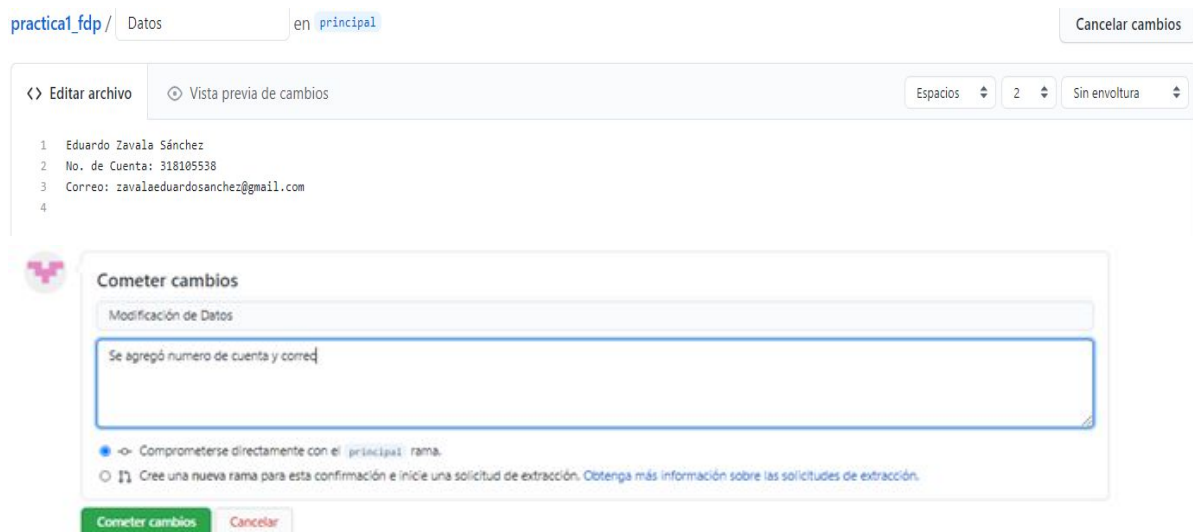 practica1_fdp / Datos en principal Cancelar cambios
<> Editar archivo Vista previa de cambios Espacios 2 Sin envoltura
1 Eduardo Zavala Sánchez
2 No. de Cuenta: 318105538
3 Correo: zavalaeduardosanchez@gmail.com
4
Cometer cambios
Modificación de Datos
Se agregó numero de cuenta y correo
Comprometerse directamente con el principal rama.
Cree una nueva rama para esta confirmación e inicie una solicitud de extracción. Obtenga más información sobre las solicitudes de extracción.
Cometer cambios Cancelar